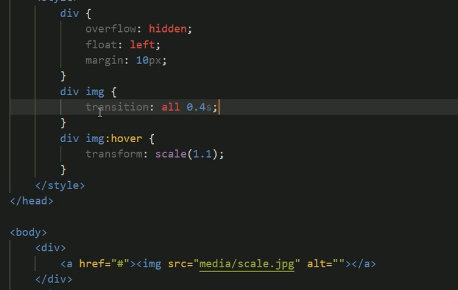 <style>
div {
overflow: hidden;
float: left;
margin: 10px;
}
div img {
transition: all 0.4s;
}
div img:hover {
transform: scale(1.1);
}
</style>
</head>
<body>
<div>
<a href="#"><img src="media/scale.jpg" alt=""></a>
</div>